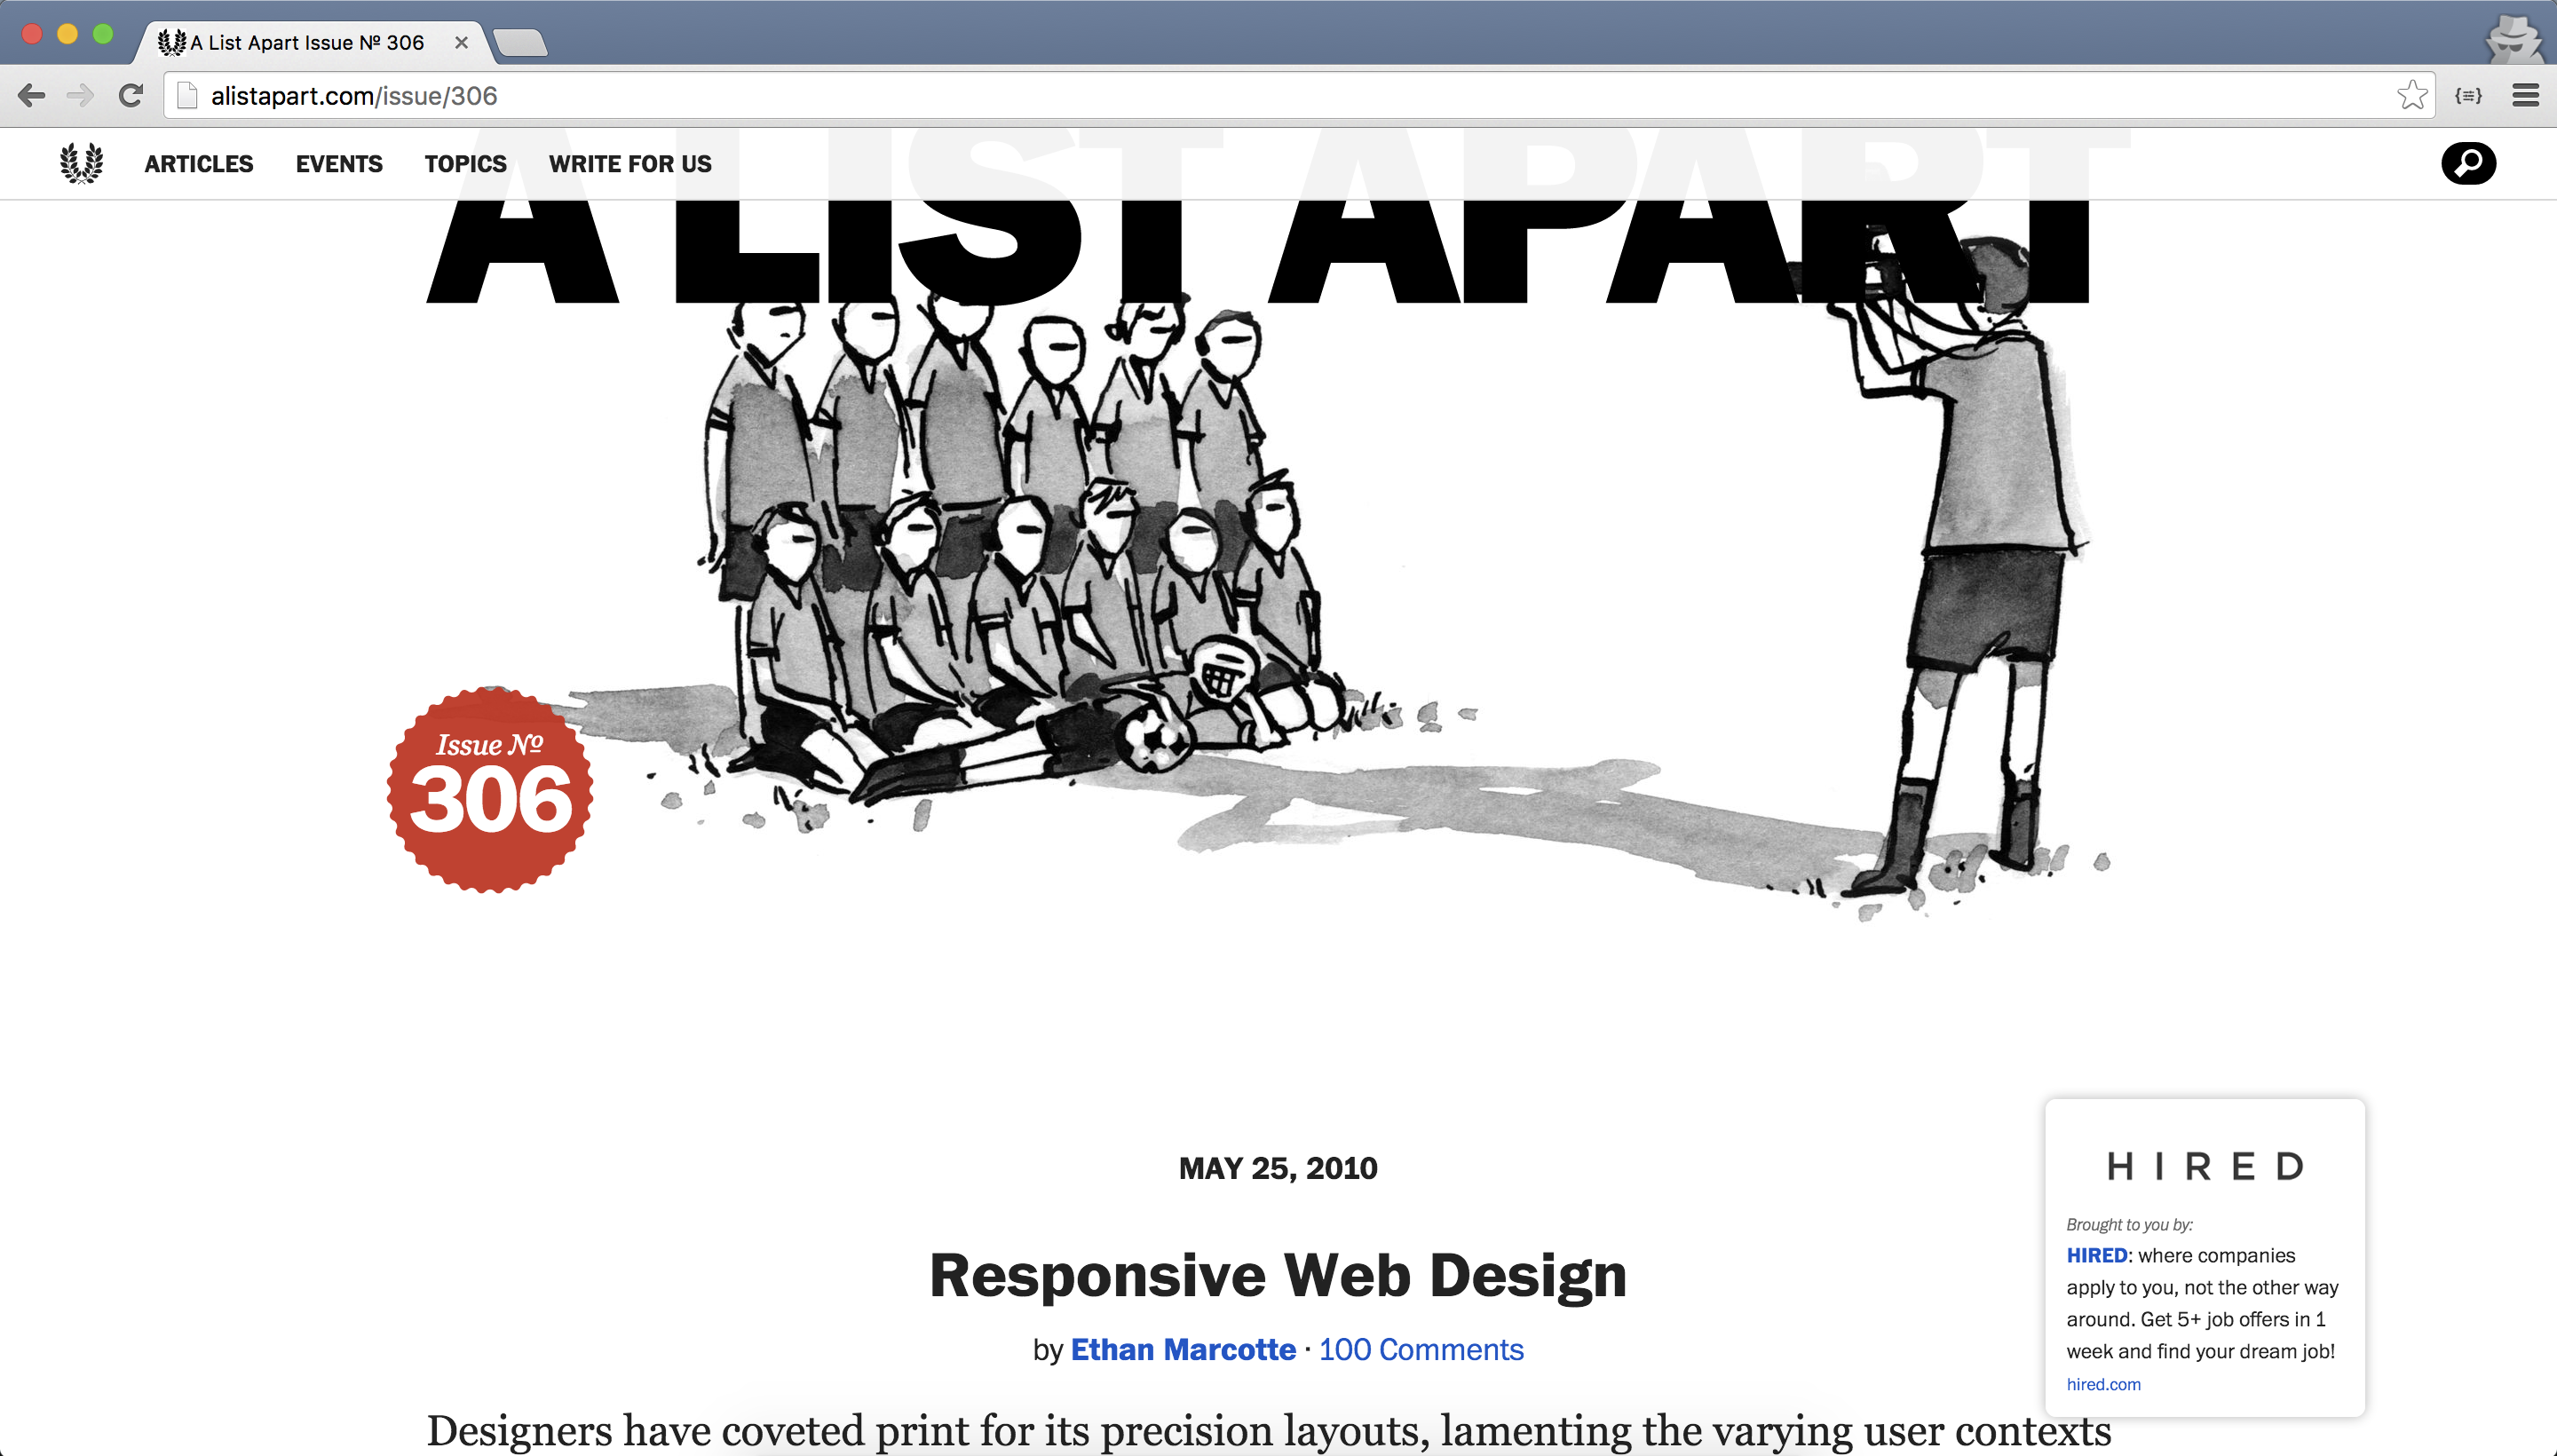 A List Apart Issue № 306
alistapart.com/issue/306
ARTICLES EVENTS TOPICS WRITE FOR US
A LIST APART
Issue №
306
MAY 25, 2010
Responsive Web Design
by Ethan Marcotte · 100 Comments
Designers have coveted print for its precision layouts, lamenting the varying user contexts
HIRED
Brought to you by:
HIRED: where companies
apply to you, not the other way
around. Get 5+ job offers in 1
week and find your dream job!
hired.com